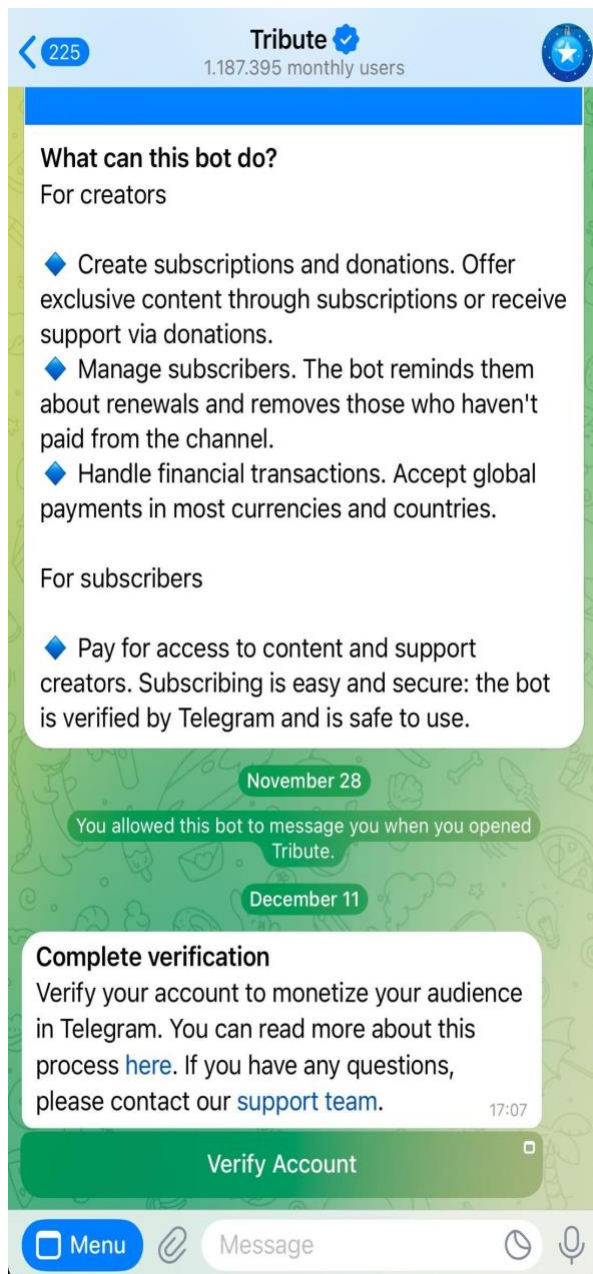 225
Tribute
1.187.395 monthly users
What can this bot do?
For creators
Create subscriptions and donations. Offer
exclusive content through subscriptions or receive
support via donations.
Manage subscribers. The bot reminds them
about renewals and removes those who haven't
paid from the channel.
Handle financial transactions. Accept global
payments in most currencies and countries.
For subscribers
Pay for access to content and support
creators. Subscribing is easy and secure: the bot
is verified by Telegram and is safe to use.
November 28
You allowed this bot to message you when you opened
Tribute.
December 11
Complete verification
Verify your account to monetize your audience
in Telegram. You can read more about this
process here. If you have any questions,
please contact our support team.
17:07
Verify Account
Menu
Message